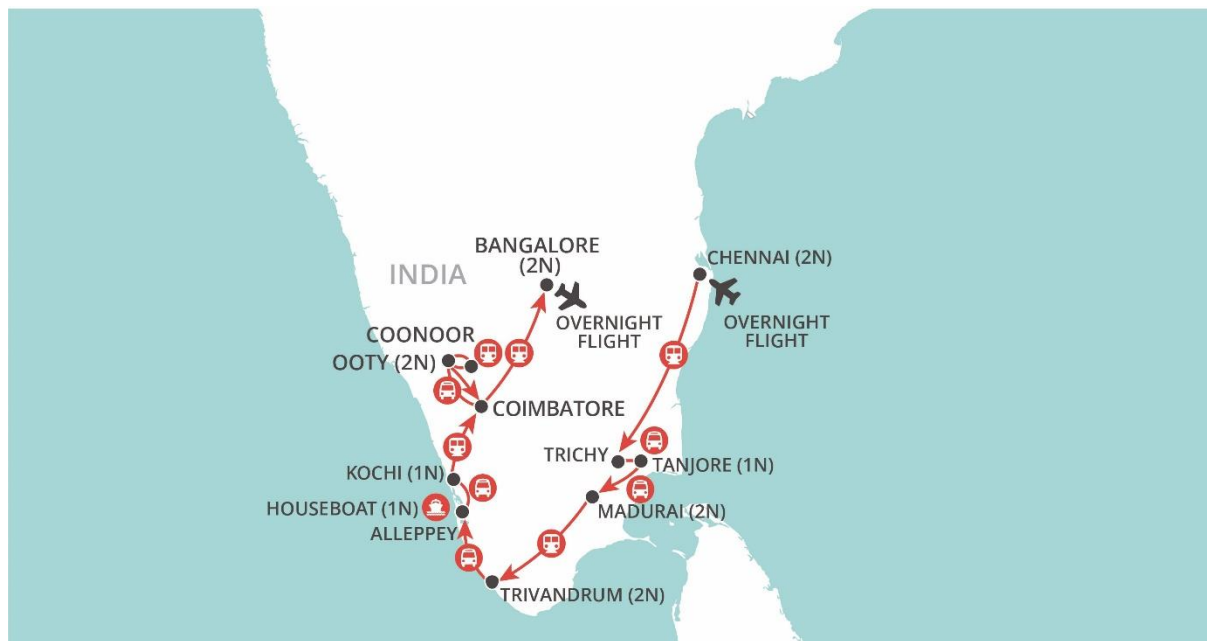 BANGALORE
(2N)
CHENNAI (2N)
INDIA
OVERNIGHT
FLIGHT
OVERNIGHT
FLIGHT
COONOOR
OOTY (2N)
COIMBATORE
TRICHY
TANJORE (1N)
KOCHI (1N)
HOUSEBOAT (1N)
MADURAI (2N)
ALLEPPEY
TRIVANDRUM (2N)